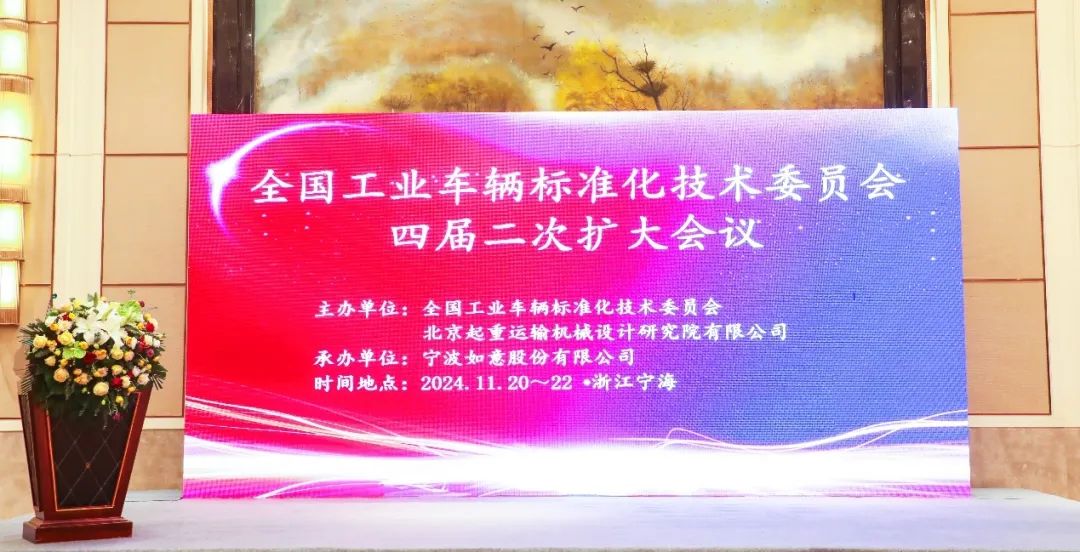 全国工业车辆标准化技术委员会
四届二次扩大会议
主办单位：全国工业车辆标准化技术委员会
北京起重运输机械设计研究院有限公司
承办单位：宁波如意股份有限公司
时间地点：2024.11.20～22 •浙江宁海